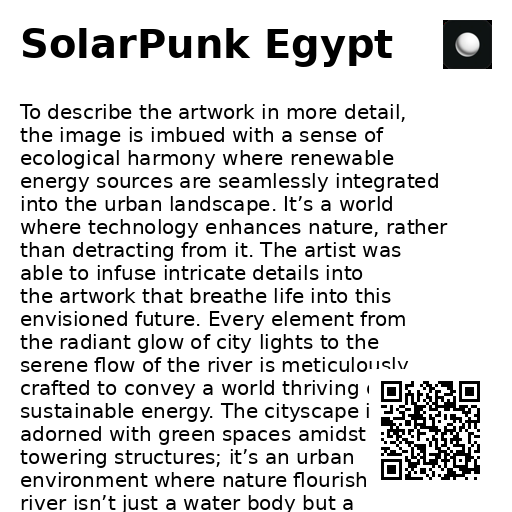 SolarPunk Egypt
To describe the artwork in more detail,
the image is imbued with a sense of
ecological harmony where renewable
energy sources are seamlessly integrated
into the urban landscape. It’s a world
where technology enhances nature, rather
than detracting from it. The artist was
able to infuse intricate details into
the artwork that breathe life into this
envisioned future. Every element from
the radiant glow of city lights to the
serene flow of the river is meticulously
crafted to convey a world thriving
sustainable energy. The cityscape
adorned with green spaces amidst
towering structures; it’s an urban
environment where nature flourish
river isn’t just a water body but a